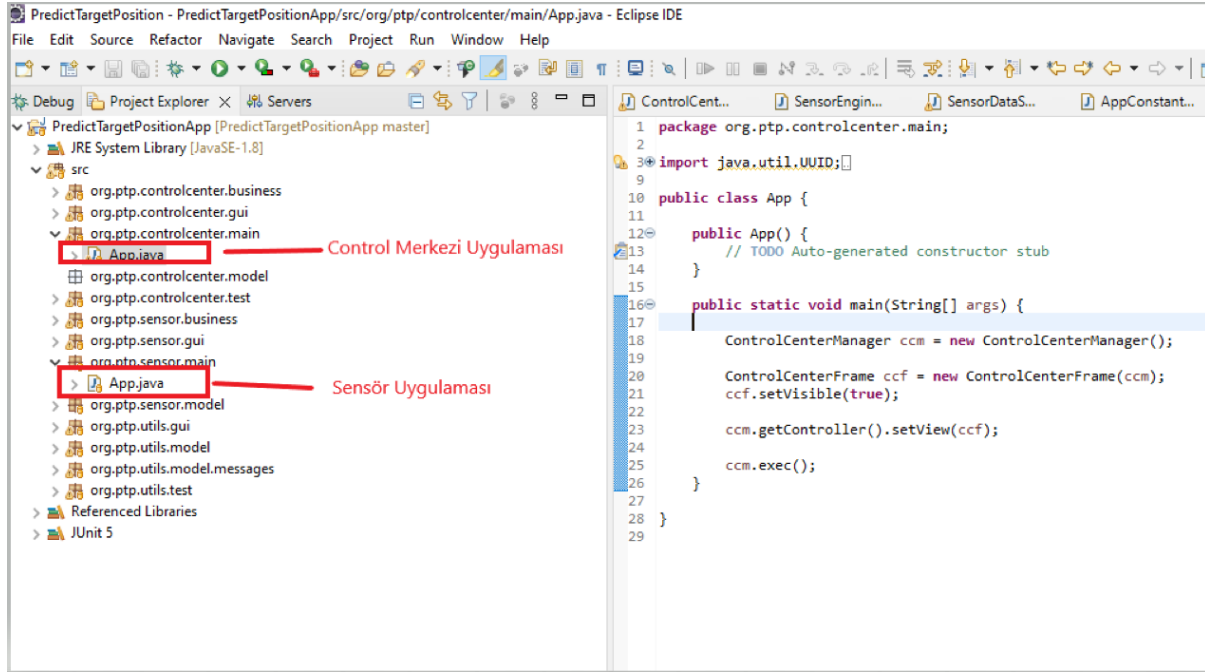 PredictTargetPosition - PredictTargetPositionApp/src/org/ptp/controlcenter/main/App.java - Eclipse IDE
File Edit Source Refactor Navigate Search Project Run Window Help
Debug Project Explorer Servers
ControlCent... SensorEngin... SensorDataS... AppConstant...
PredictTargetPositionApp [PredictTargetPositionApp master]
JRE System Library [JavaSE-1.8]
src
org.ptp.controlcenter.business
org.ptp.controlcenter.gui
org.ptp.controlcenter.main
App.java
Control Merkezi Uygulaması
org.ptp.controlcenter.model
org.ptp.controlcenter.test
org.ptp.sensor.business
org.ptp.sensor.gui
org.ptp.sensor.main
App.java
Sensör Uygulaması
org.ptp.sensor.model
org.ptp.utils.gui
org.ptp.utils.model
org.ptp.utils.model.messages
org.ptp.utils.test
Referenced Libraries
JUnit 5
1 package org.ptp.controlcenter.main;
2
3 import java.util.UUID;
9
10 public class App {
11
12 public App() {
13 // TODO Auto-generated constructor stub
14 }
15
16 public static void main(String[] args) {
17
18 ControlCenterManager ccm = new ControlCenterManager();
19
20 ControlCenterFrame ccf = new ControlCenterFrame(ccm);
21 ccf.setVisible(true);
22
23 ccm.getController().setView(ccf);
24
25 ccm.exec();
26 }
27
28 }
29